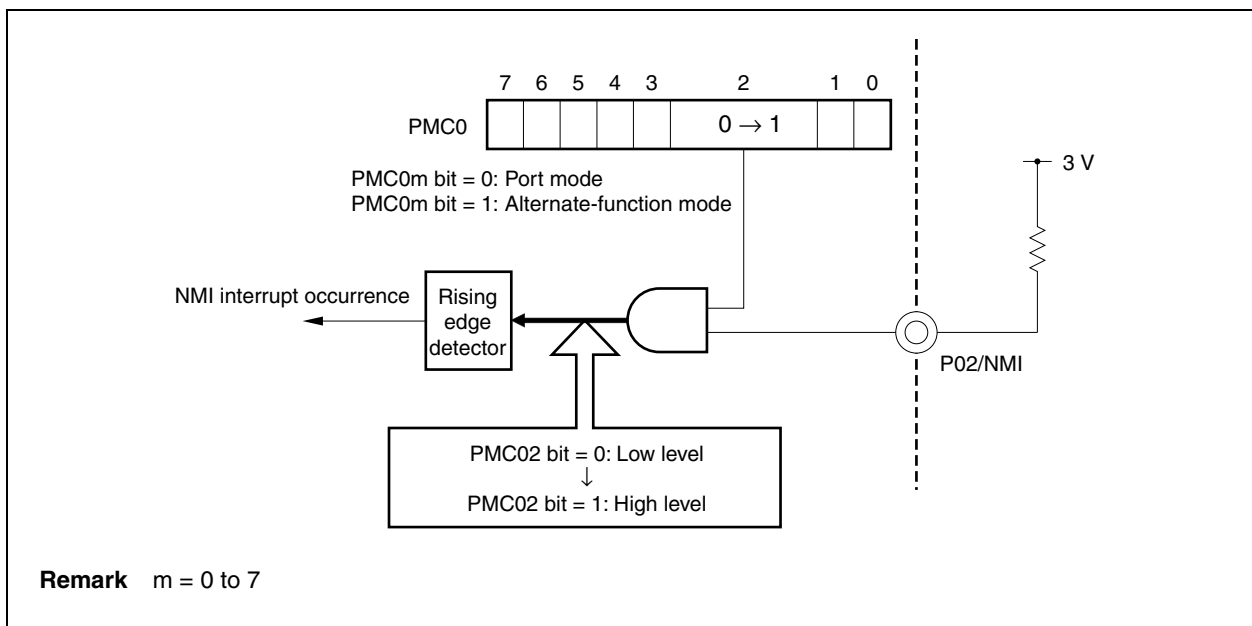 7 6 5 4 3 2 1 0
PMC0 0 → 1
3 V
PMC0m bit = 0: Port mode
PMC0m bit = 1: Alternate-function mode
NMI interrupt occurrence
Rising
edge
detector
P02/NMI
PMC02 bit = 0: Low level
↓
PMC02 bit = 1: High level
Remark m = 0 to 7